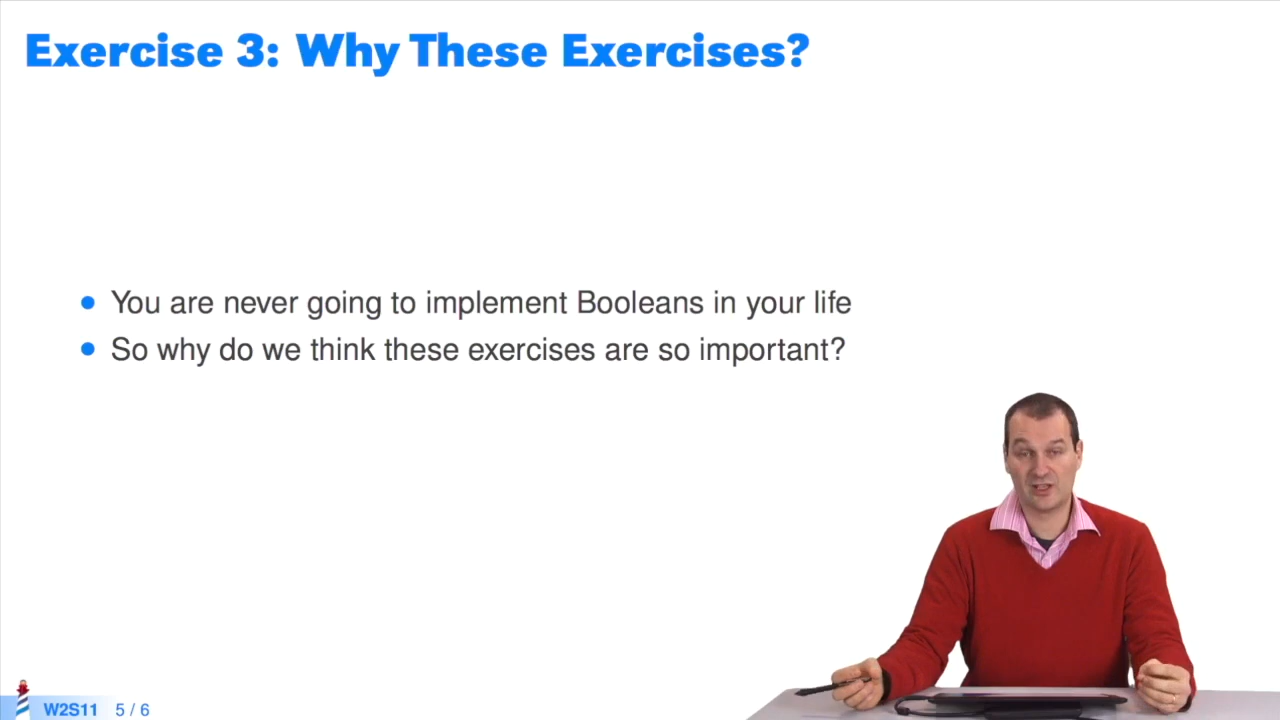 Exercise 3: Why These Exercises?
You are never going to implement Booleans in your life
So why do we think these exercises are so important?
W2S11 5 / 6